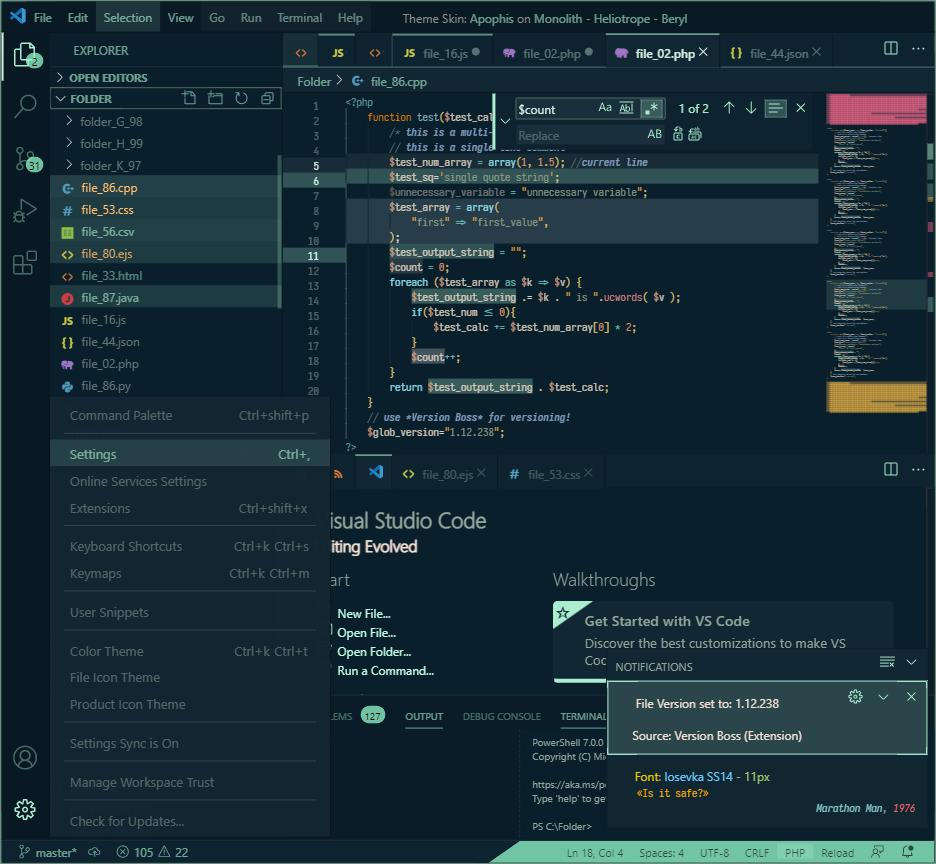 File Edit Selection View Go Run Terminal Help Theme Skin: Apophis on Monolith - Heliotrope - Beryl
EXPLORER
JS JS file_16.js file_02.php file_02.php file_44.json
2
OPEN EDITORS
FOLDER
Folder file_86.cpp
folder_G_98
folder_H_99
folder_K_97
file_86.cpp
file_53.css
file_56.csv
file_80.ejs
file_33.html
file_87.java
JS file_16.js
file_44.json
file_02.php
file_86.py
31
$count Aa Abl .* 1 of 2
Replace AB
<?php
1 function test($test_cal
2 /* this is a multi-
3 // this is a single
4 $test_num_array = array(1, 1.5); //current line
5 $test_sq='single quote string';
6 $unnecessary_variable = "unnecessary variable";
7 $test_array = array(
8 "first" => "first_value",
9 );
10 $test_output_string = "";
11 $count = 0;
12 foreach ($test_array as $k => $v) {
13 $test_output_string .= $k . " is ".ucwords( $v );
14 if($test_num ≤ 0){
15 $test_calc += $test_num_array[0] * 2;
16 }
17 $count++;
18 }
19 return $test_output_string . $test_calc;
20 }
// use *Version Boss* for versioning!
$glob_version="1.12.238";
?>
Command Palette Ctrl+shift+p
Settings Ctrl+,
Online Services Settings
Extensions Ctrl+shift+x
Keyboard Shortcuts Ctrl+k Ctrl+s
Keymaps Ctrl+k Ctrl+m
User Snippets
Color Theme Ctrl+k Ctrl+t
File Icon Theme
Product Icon Theme
Settings Sync is On
Manage Workspace Trust
Check for Updates...
file_80.ejs # file_53.css
isual Studio Code
iting Evolved
art
New File...
Open File...
Open Folder...
Run a Command...
Walkthroughs
Get Started with VS Code
Discover the best customizations to make VS
Coc
NOTIFICATIONS
File Version set to: 1.12.238
Source: Version Boss (Extension)
Font: Iosevka SS14 - 11px
«Is it safe?»
Marathon Man, 1976
LEMS 127 OUTPUT DEBUG CONSOLE TERMINAL
PowerShell 7.0.0
Copyright (C) Mi
https://aka.ms/p
Type 'help' to ge
PS C:\Folder>
master* 105 22 Ln 18, Col 4 Spaces: 4 UTF-8 CRLF PHP Reload